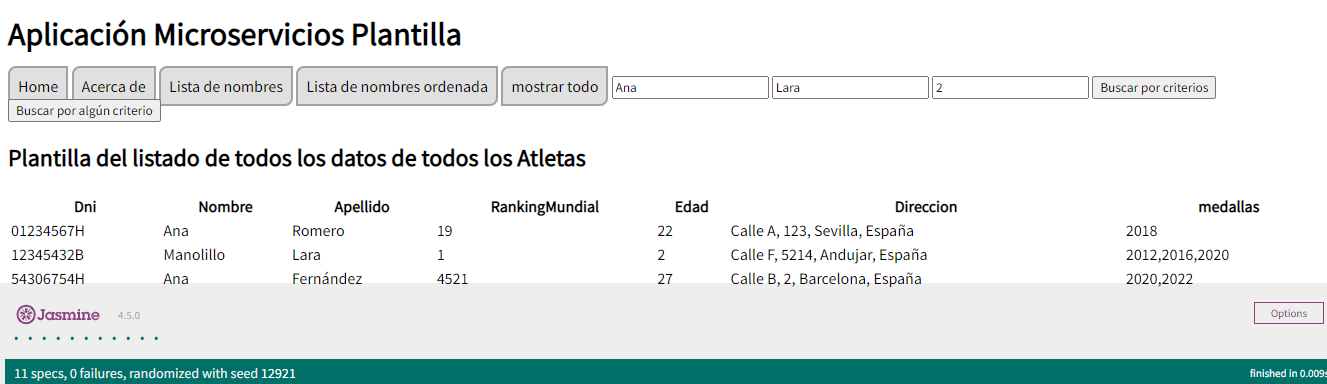 Aplicación Microservicios Plantilla
Home Acerca de Lista de nombres Lista de nombres ordenada mostrar todo Ana Lara 2 Buscar por criterios
Buscar por algún criterio
Plantilla del listado de todos los datos de todos los Atletas
Dni Nombre Apellido RankingMundial Edad Direccion medallas
01234567H Ana Romero 19 22 Calle A, 123, Sevilla, España 2018
12345432B Manolillo Lara 1 2 Calle F, 5214, Andujar, España 2012,2016,2020
54306754H Ana Fernández 4521 27 Calle B, 2, Barcelona, España 2020,2022
Jasmine 4.5.0 Options
11 specs, 0 failures, randomized with seed 12921 finished in 0.009s